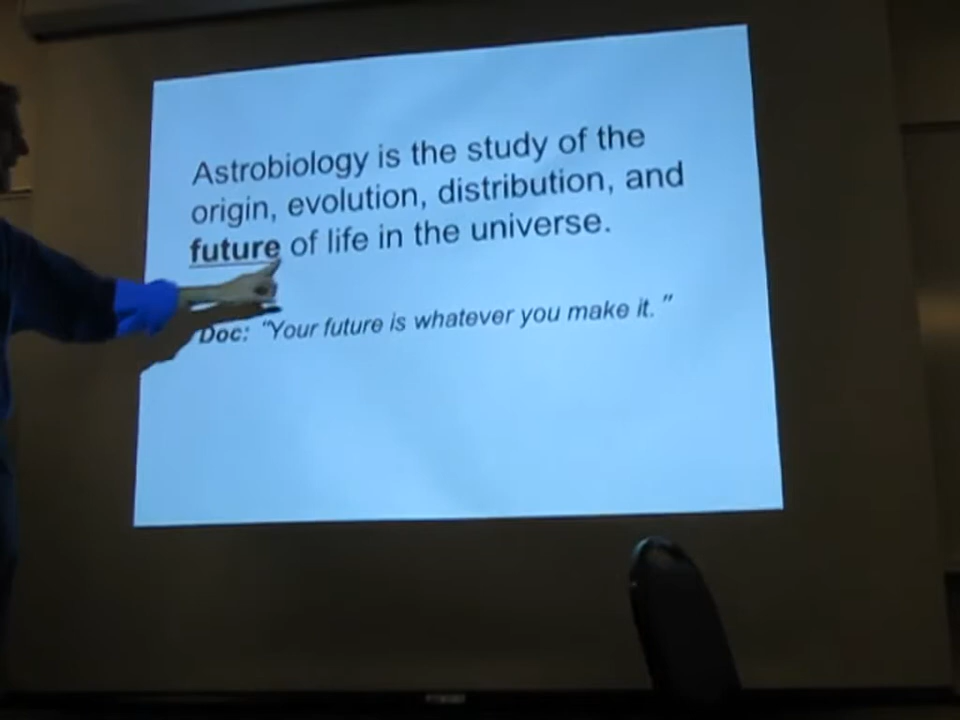 Astrobiology is the study of the
origin, evolution, distribution, and
future of life in the universe.
Doc: "Your future is whatever you make it."